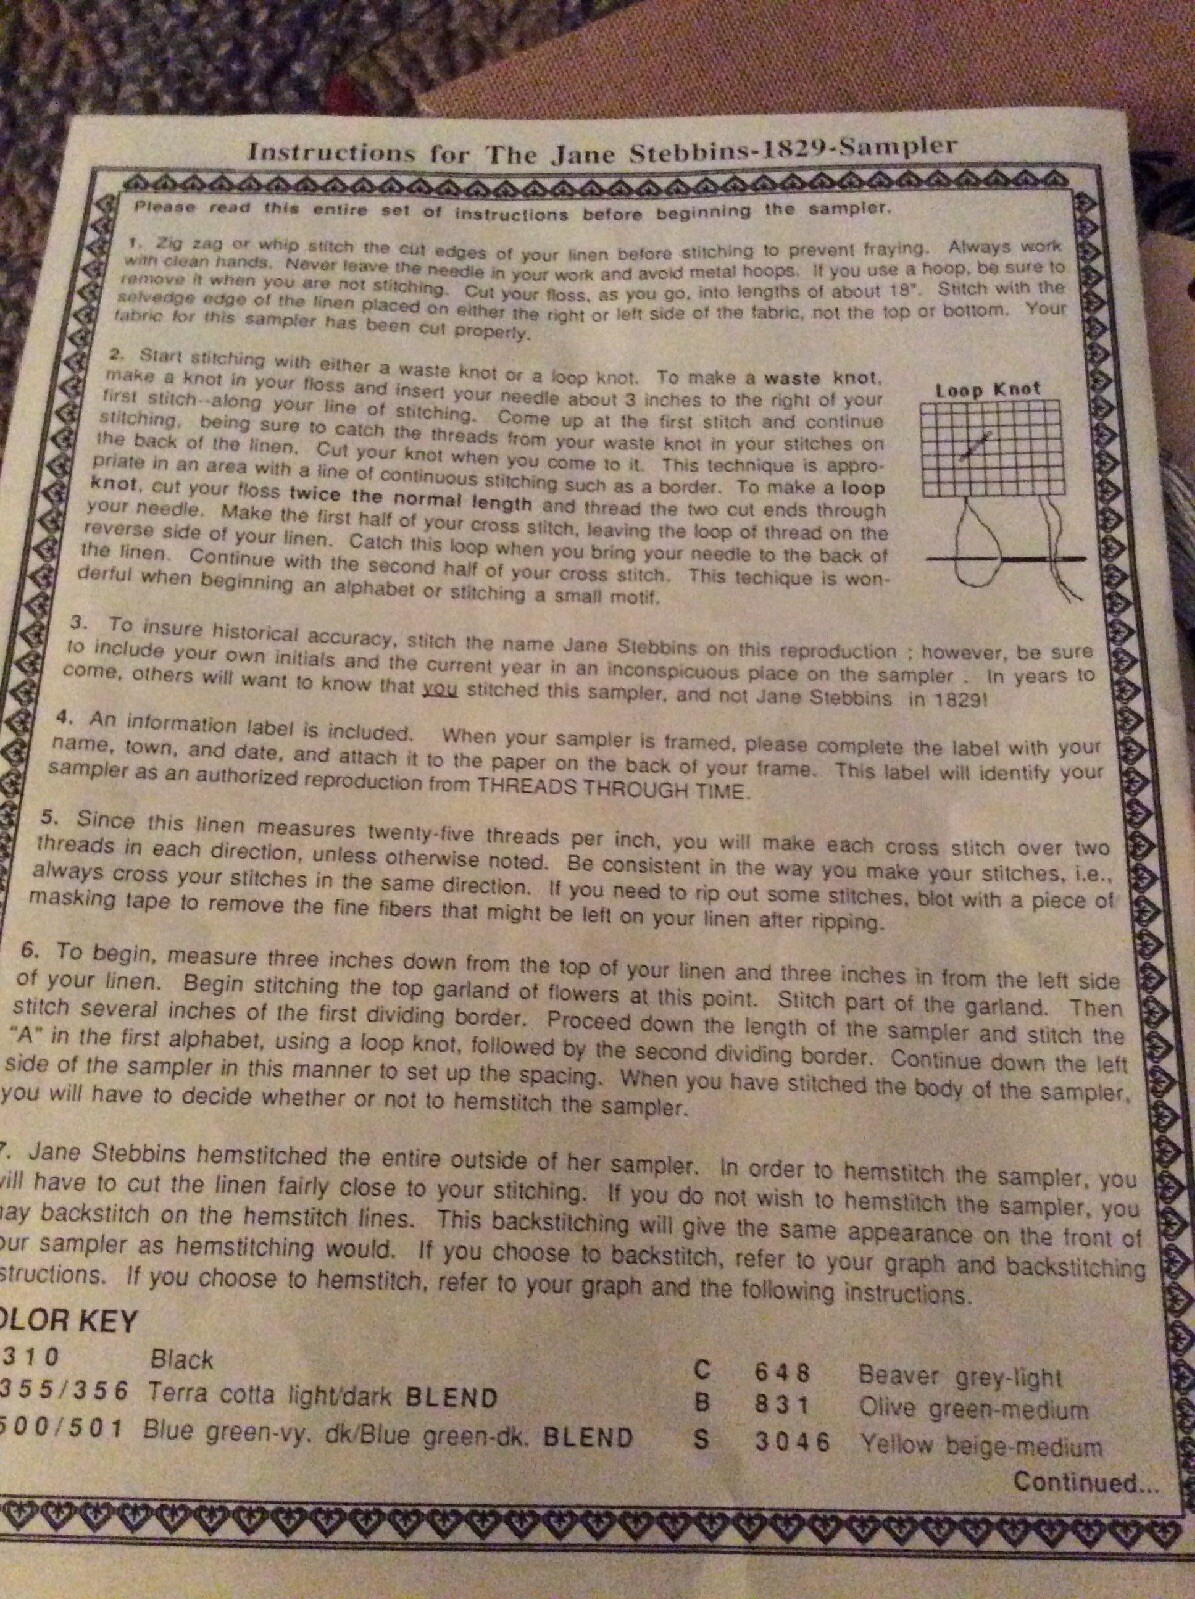 Instructions for The Jane Stebbins-1829-Sampler
Please read this entire set of instructions before beginning the sampler.
1. Zig zag or whip stitch the cut edges of your linen before stitching to prevent fraying. Always work
with clean hands. Never leave the needle in your work and avoid metal hoops. If you use a hoop, be sure to
remove it when you are not stitching. Cut your floss, as you go, into lengths of about 18". Stitch with the
selvedge edge of the linen placed on either the right or left side of the fabric, not the top or bottom. Your
fabric for this sampler has been cut properly.
2. Start stitching with either a waste knot or a loop knot. To make a waste knot,
make a knot in your floss and insert your needle about 3 inches to the right of your
first stitch--along your line of stitching. Come up at the first stitch and continue
stitching, being sure to catch the threads from your waste knot in your stitches on
the back of the linen. Cut your knot when you come to it. This technique is appro-
priate in an area with a line of continuous stitching such as a border. To make a loop
knot, cut your floss twice the normal length and thread the two cut ends through
your needle. Make the first half of your cross stitch, leaving the loop of thread on the
reverse side of your linen. Catch this loop when you bring your needle to the back of
the linen. Continue with the second half of your cross stitch. This techique is won-
derful when beginning an alphabet or stitching a small motif.
Loop Knot
3. To insure historical accuracy, stitch the name Jane Stebbins on this reproduction ; however, be sure
to include your own initials and the current year in an inconspicuous place on the sampler . In years to
come, others will want to know that you stitched this sampler, and not Jane Stebbins in 1829!
4. An information label is included. When your sampler is framed, please complete the label with your
name, town, and date, and attach it to the paper on the back of your frame. This label will identify your
sampler as an authorized reproduction from THREADS THROUGH TIME.
5. Since this linen measures twenty-five threads per inch, you will make each cross stitch over two
threads in each direction, unless otherwise noted. Be consistent in the way you make your stitches, i.e.,
always cross your stitches in the same direction. If you need to rip out some stitches, blot with a piece of
masking tape to remove the fine fibers that might be left on your linen after ripping.
6. To begin, measure three inches down from the top of your linen and three inches in from the left side
of your linen. Begin stitching the top garland of flowers at this point. Stitch part of the garland. Then
stitch several inches of the first dividing border. Proceed down the length of the sampler and stitch the
"A" in the first alphabet, using a loop knot, followed by the second dividing border. Continue down the left
side of the sampler in this manner to set up the spacing. When you have stitched the body of the sampler,
you will have to decide whether or not to hemstitch the sampler.
7. Jane Stebbins hemstitched the entire outside of her sampler. In order to hemstitch the sampler, you
will have to cut the linen fairly close to your stitching. If you do not wish to hemstitch the sampler, you
may backstitch on the hemstitch lines. This backstitching will give the same appearance on the front of
our sampler as hemstitching would. If you choose to backstitch, refer to your graph and backstitching
structions. If you choose to hemstitch, refer to your graph and the following instructions.
OLOR KEY
310 Black
355/356 Terra cotta light/dark BLEND
500/501 Blue green-vy. dk/Blue green-dk. BLEND
C 648 Beaver grey-light
B 831 Olive green-medium
S 3046 Yellow beige-medium
Continued...